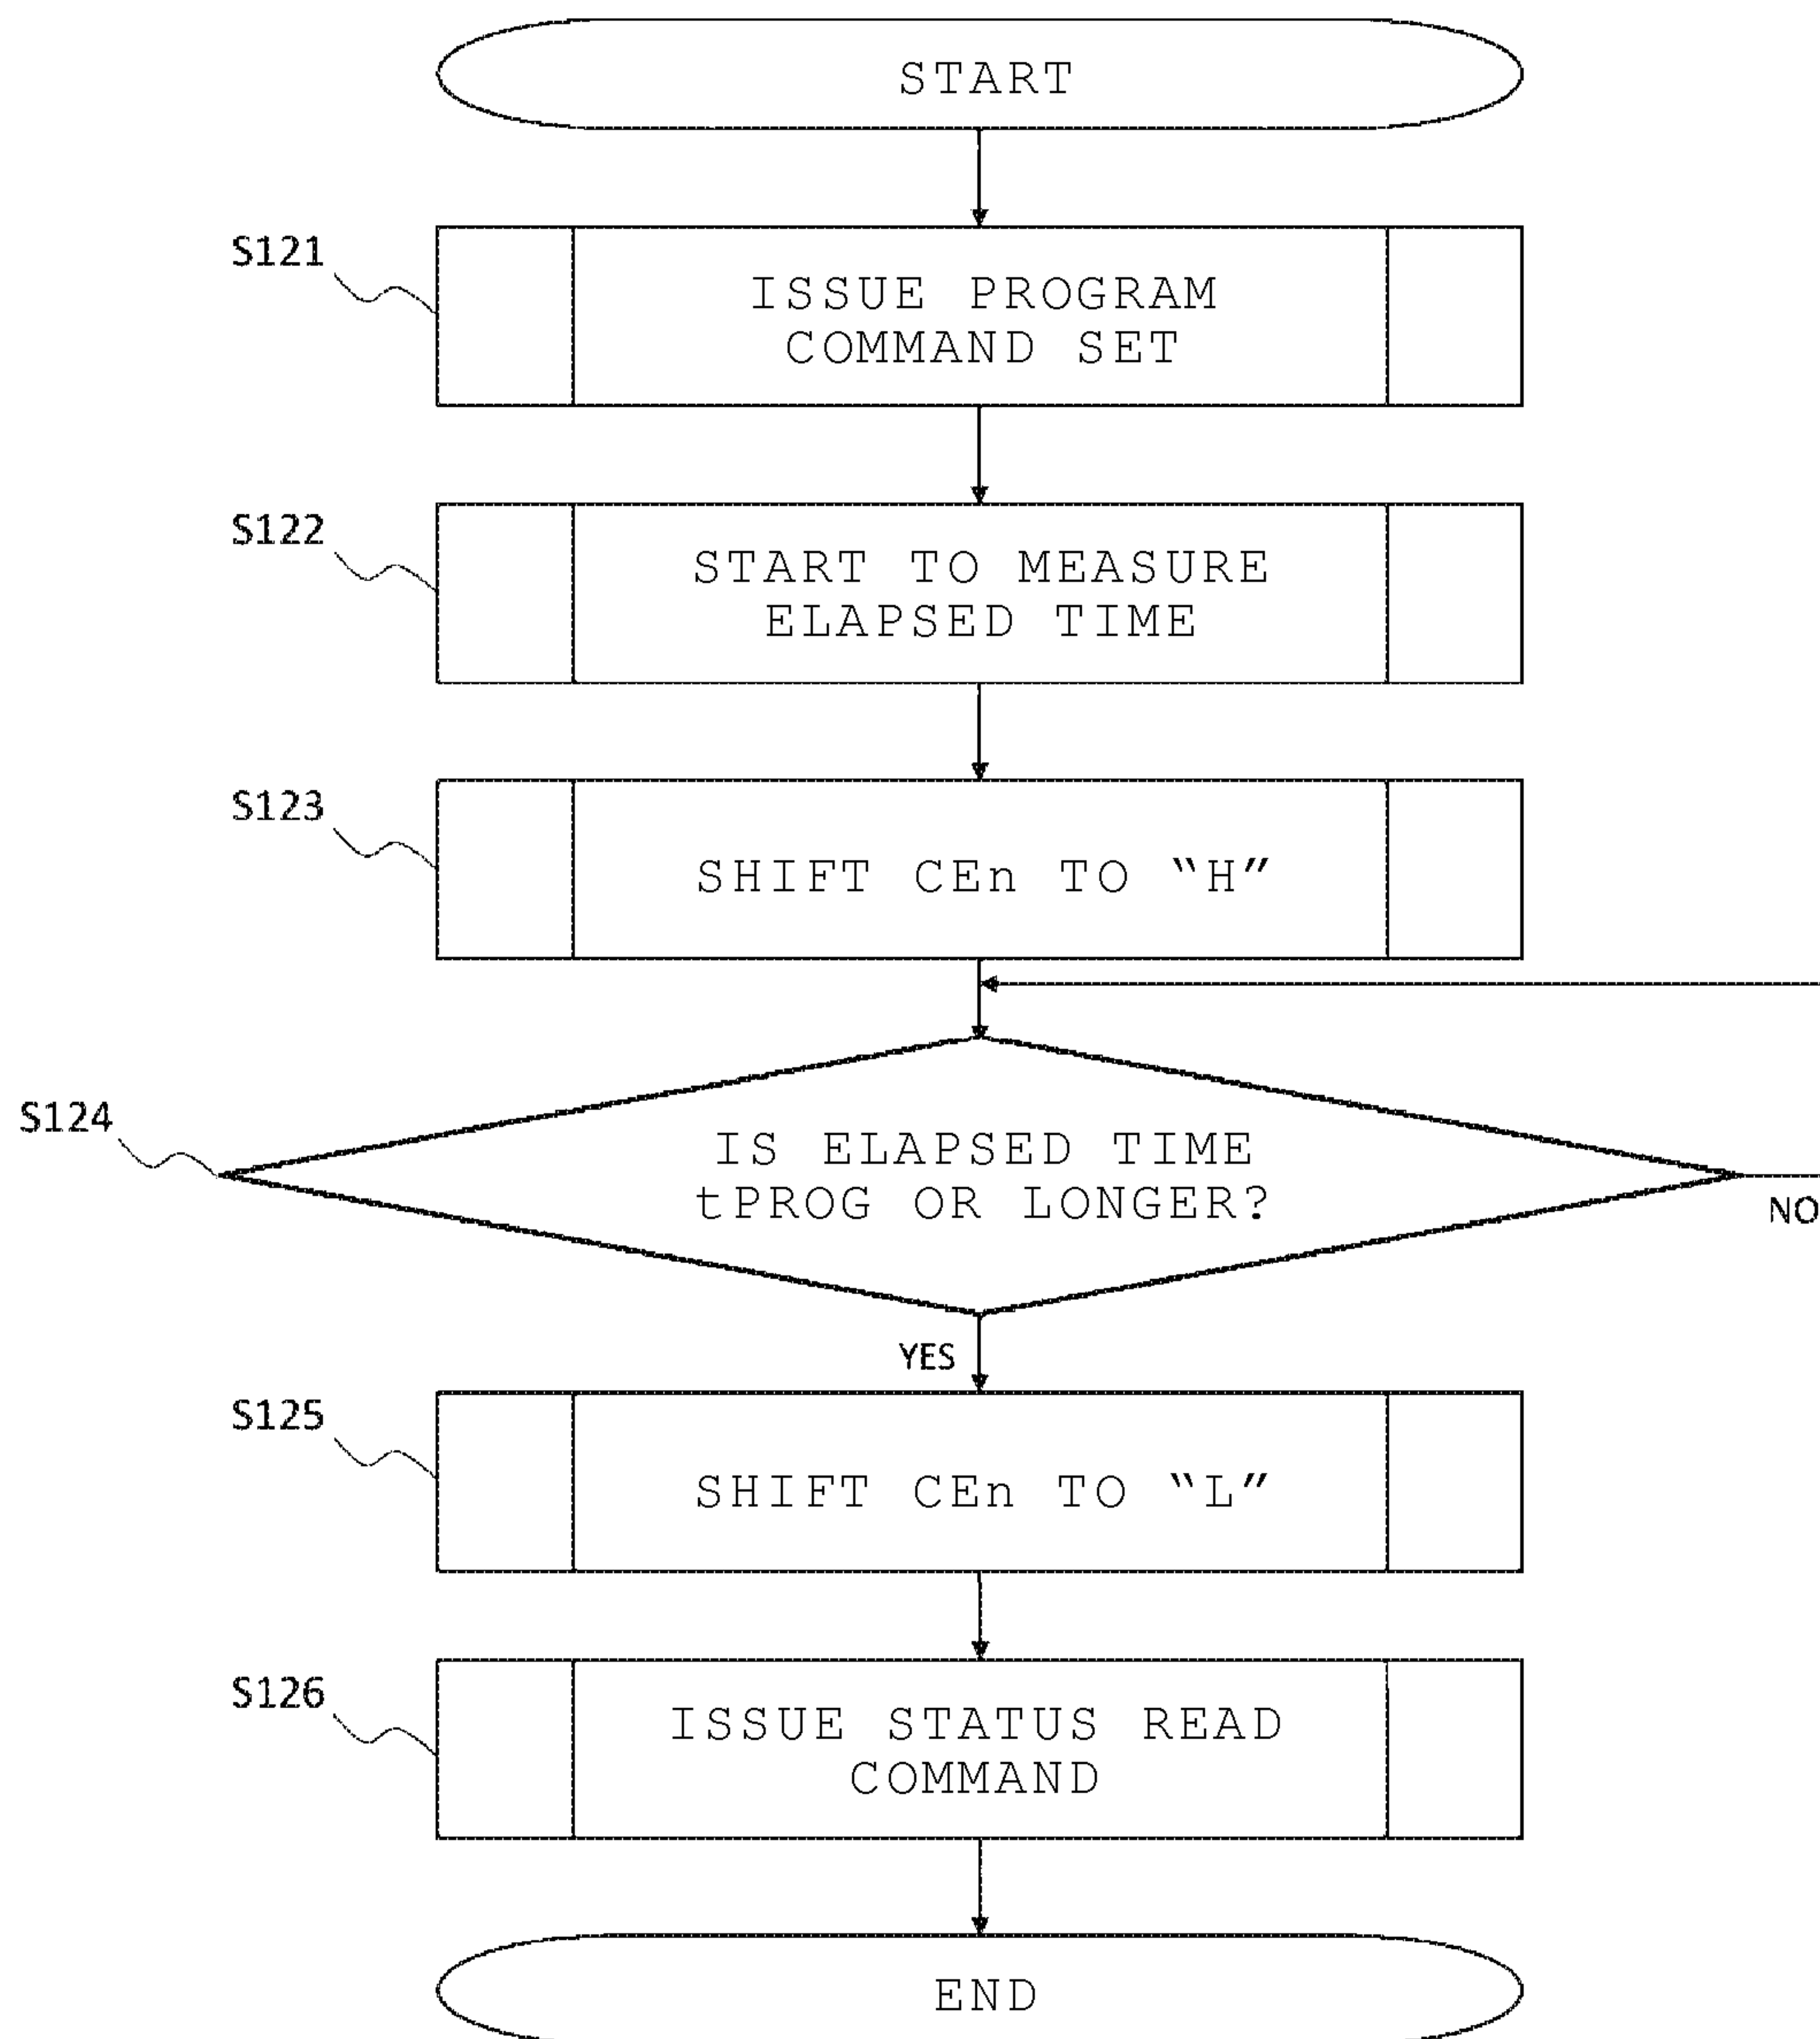 START
S121
ISSUE PROGRAM
COMMAND SET
S122
START TO MEASURE
ELAPSED TIME
S123
SHIFT CEn TO “H”
S124
IS ELAPSED TIME
tPROG OR LONGER?
NO
YES
S125
SHIFT CEn TO “L”
S126
ISSUE STATUS READ
COMMAND
END